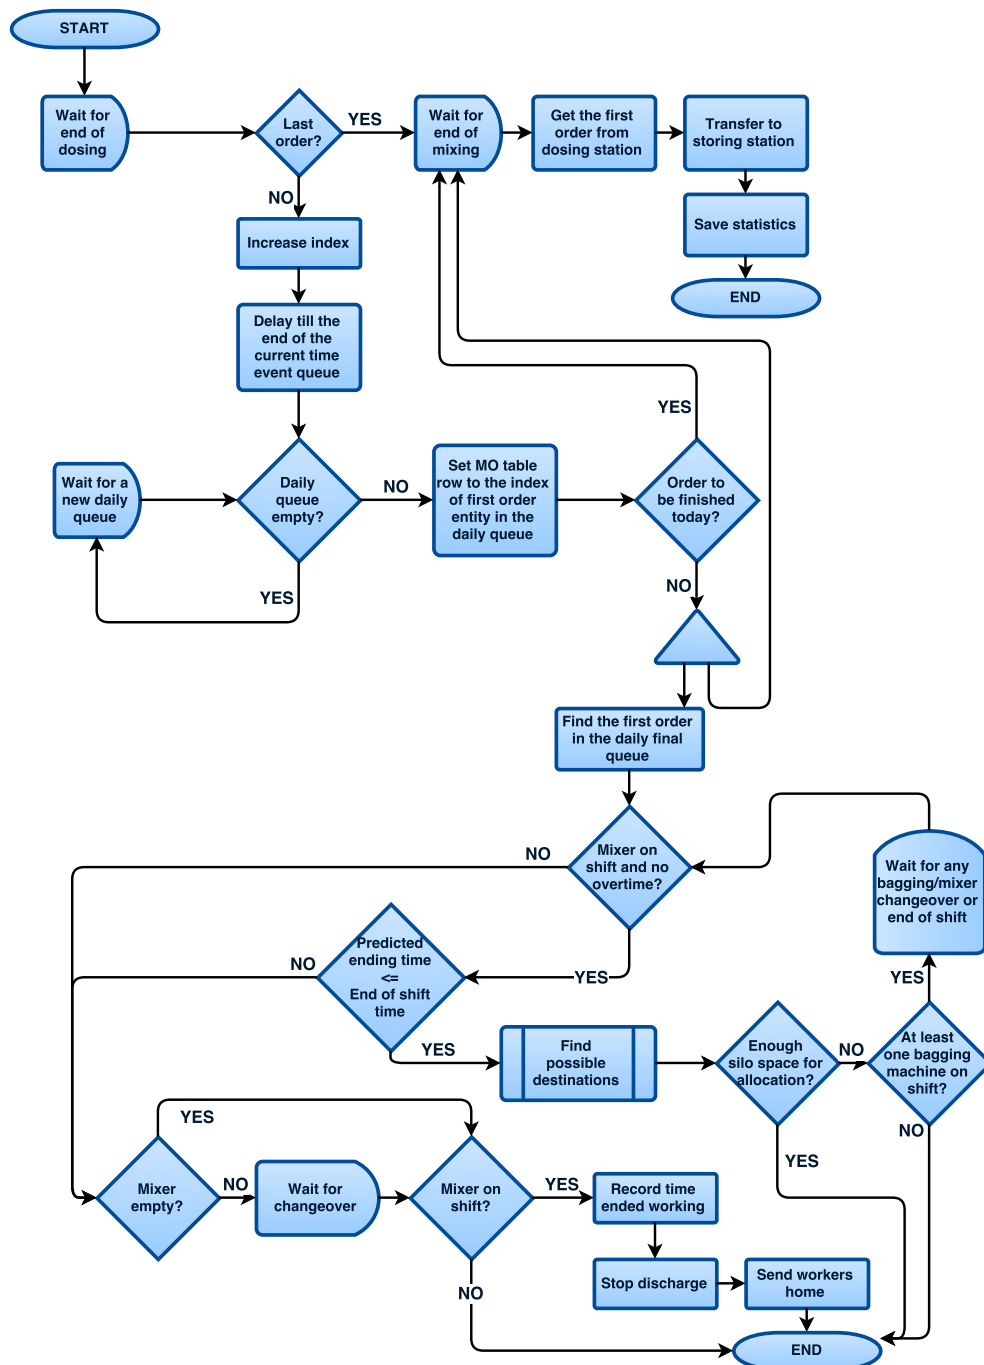 START
Wait for
end of
dosing
Last
order?
YES
Wait for
end of
mixing
Get the first
order from
dosing station
Transfer to
storing station
NO
Increase index
Save statistics
END
Delay till the
end of the
current time
event queue
YES
Wait for a
new daily
queue
Daily
queue
empty?
NO
Set MO table
row to the index
of first order
entity in the
daily queue
Order to
be finished
today?
YES
NO
Find the first order
in the daily final
queue
NO
Mixer on
shift and no
overtime?
Wait for any
bagging/mixer
changeover or
end of shift
NO
Predicted
ending time
<=
End of shift
time
YES
YES
YES
Find
possible
destinations
Enough
silo space for
allocation?
NO
At least
one bagging
machine on
shift?
YES
NO
YES
Mixer
empty?
NO
Wait for
changeover
Mixer on
shift?
YES
Record time
ended working
NO
Stop discharge
Send workers
home
END